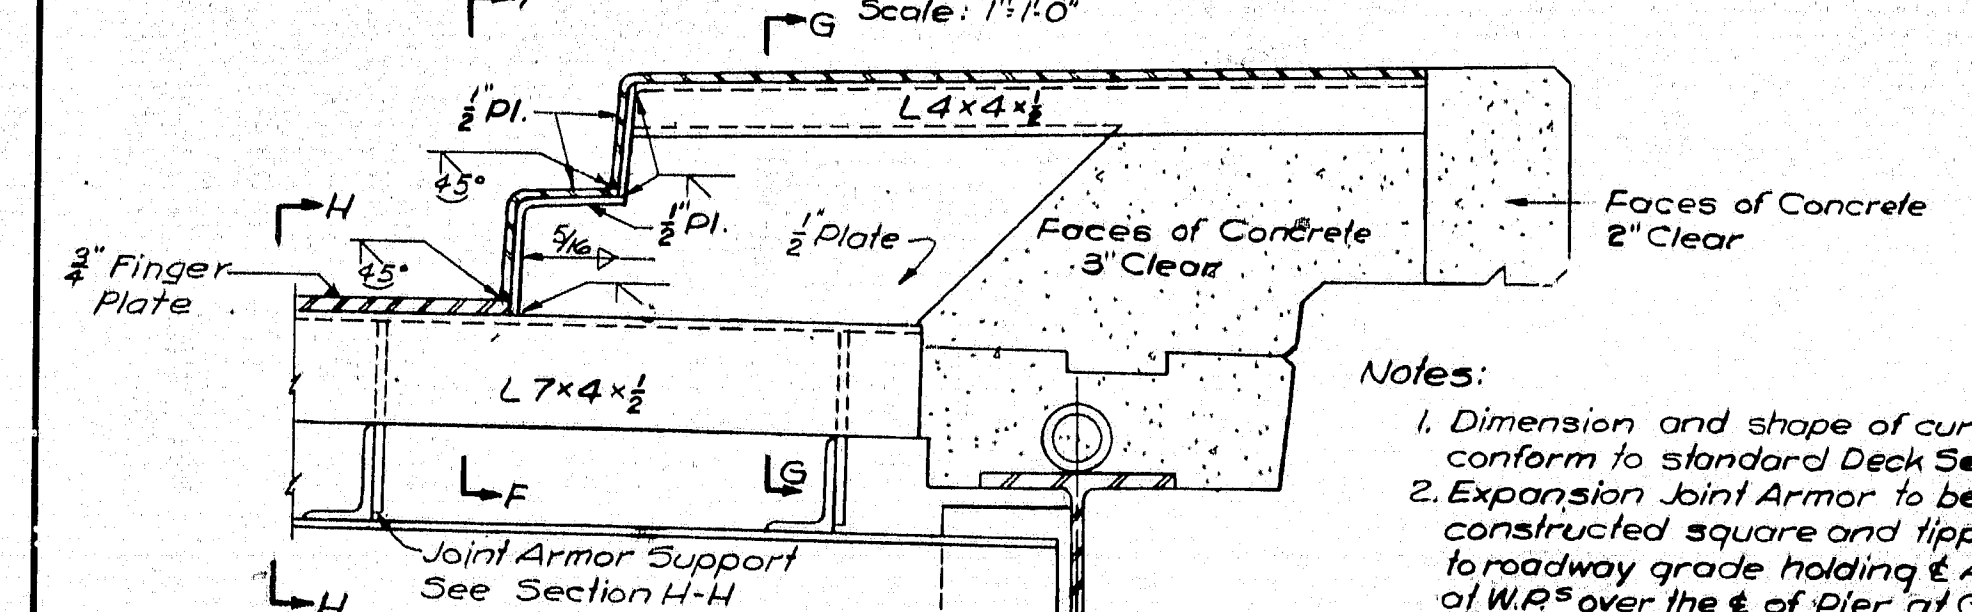 Scale: 1"=1'-0"
G
1/2" Pl.
L 4 x 4 x 1/2
45°
H
1/2" Pl.
1/2" Plate
Faces of Concrete
3" Clear
Faces of Concrete
2" Clear
3/4" Finger
Plate
45°
5/16
L 7 x 4 x 1/2
Notes:
1. Dimension and shape of cur
conform to standard Deck Se
2. Expansion Joint Armor to be
constructed square and tipp
to roadway grade holding ℄ A
at W.P.s over the ℄ of Pier at
F
G
Joint Armor Support
See Section H-H
H